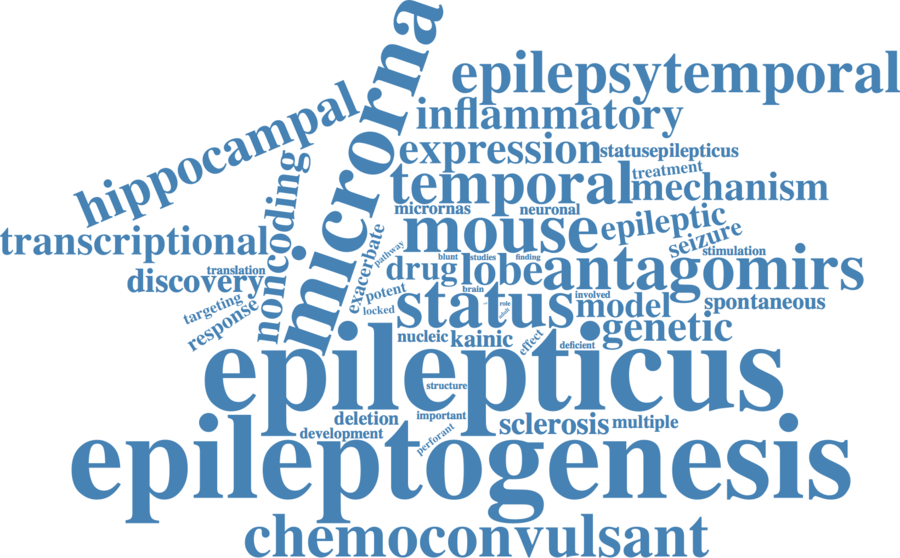 microrna
epilepsytemporal
hippocampal
inflammatory
expression
statusepilepticus
treatment
temporal
mechanism
noncoding
micrornas
neuronal
mouse
epileptic
seizure
transcriptional
exacerbate
pathway
stimulation
translation
discovery
drug
blunt
studies
finding
lobe
antagomirs
brain
potent
targeting
response
locked
status
role
adult
involved
model
spontaneous
genetic
nucleic
kainic
effect
deficient
epilepticus
structure
deletion
important
sclerosis
multiple
development
perforant
epileptogenesis
chemoconvulsant